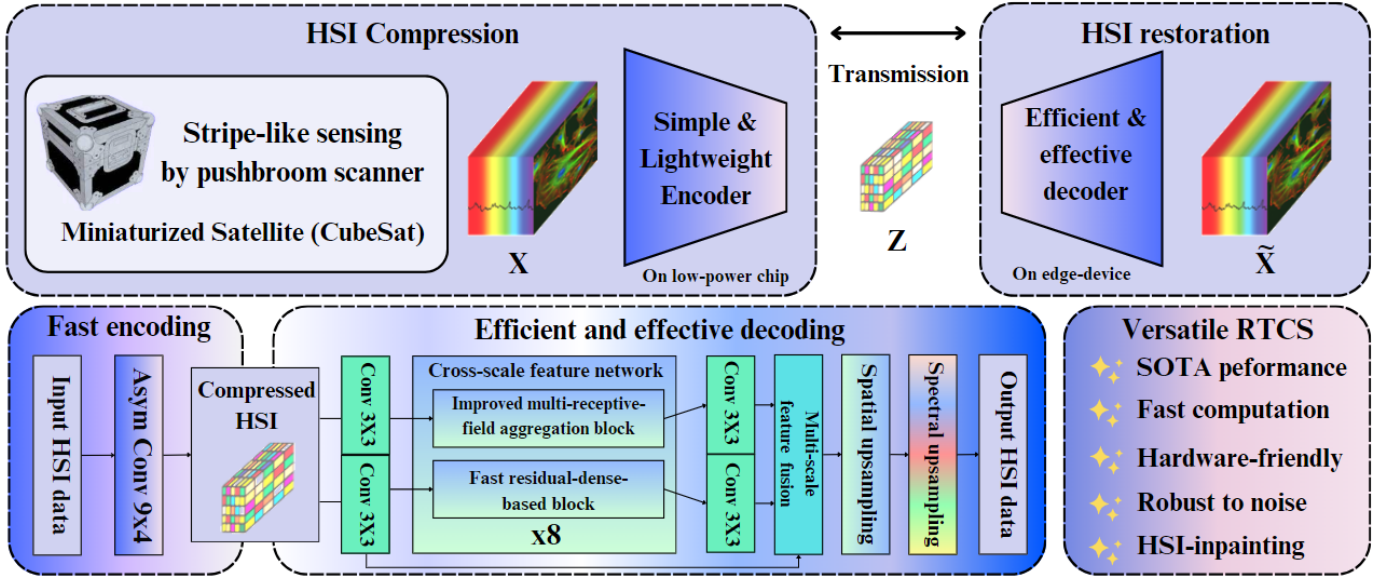 HSI Compression
Stripe-like sensing
by pushbroom scanner
Miniaturized Satellite (CubeSat)
X
Simple &
Lightweight
Encoder
On low-power chip
Transmission
Z
HSI restoration
Efficient &
effective
decoder
On edge-device
X̃
Fast encoding
Input HSI data
Asym Conv 9x4
Compressed
HSI
Efficient and effective decoding
Conv 3X3
Conv 3X3
Cross-scale feature network
Improved multi-receptive-
field aggregation block
Fast residual-dense-
based block
x8
Conv 3X3
Conv 3X3
Multi-scale
feature fusion
Spatial upsampling
Spectral upsampling
Output HSI data
Versatile RTCS
SOTA peformance
Fast computation
Hardware-friendly
Robust to noise
HSI-inpainting